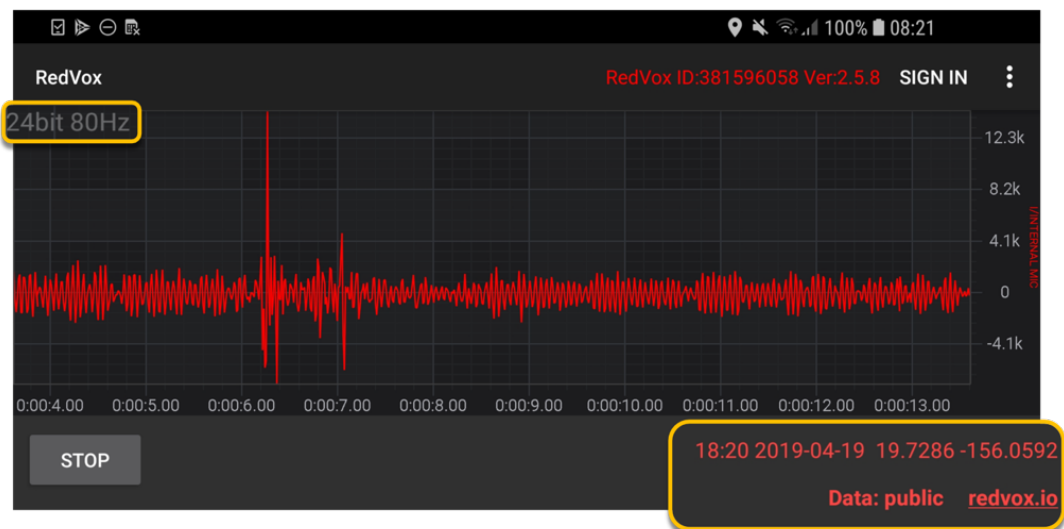 100% 08:21
RedVox RedVox ID:381596058 Ver:2.5.8 SIGN IN
24bit 80Hz
12.3k
8.2k
4.1k
I/INTERNAL MIC
0
-4.1k
0:00:4.00 0:00:5.00 0:00:6.00 0:00:7.00 0:00:8.00 0:00:9.00 0:00:10.00 0:00:11.00 0:00:12.00 0:00:13.00
STOP
18:20 2019-04-19 19.7286 -156.0592
Data: public redvox.io